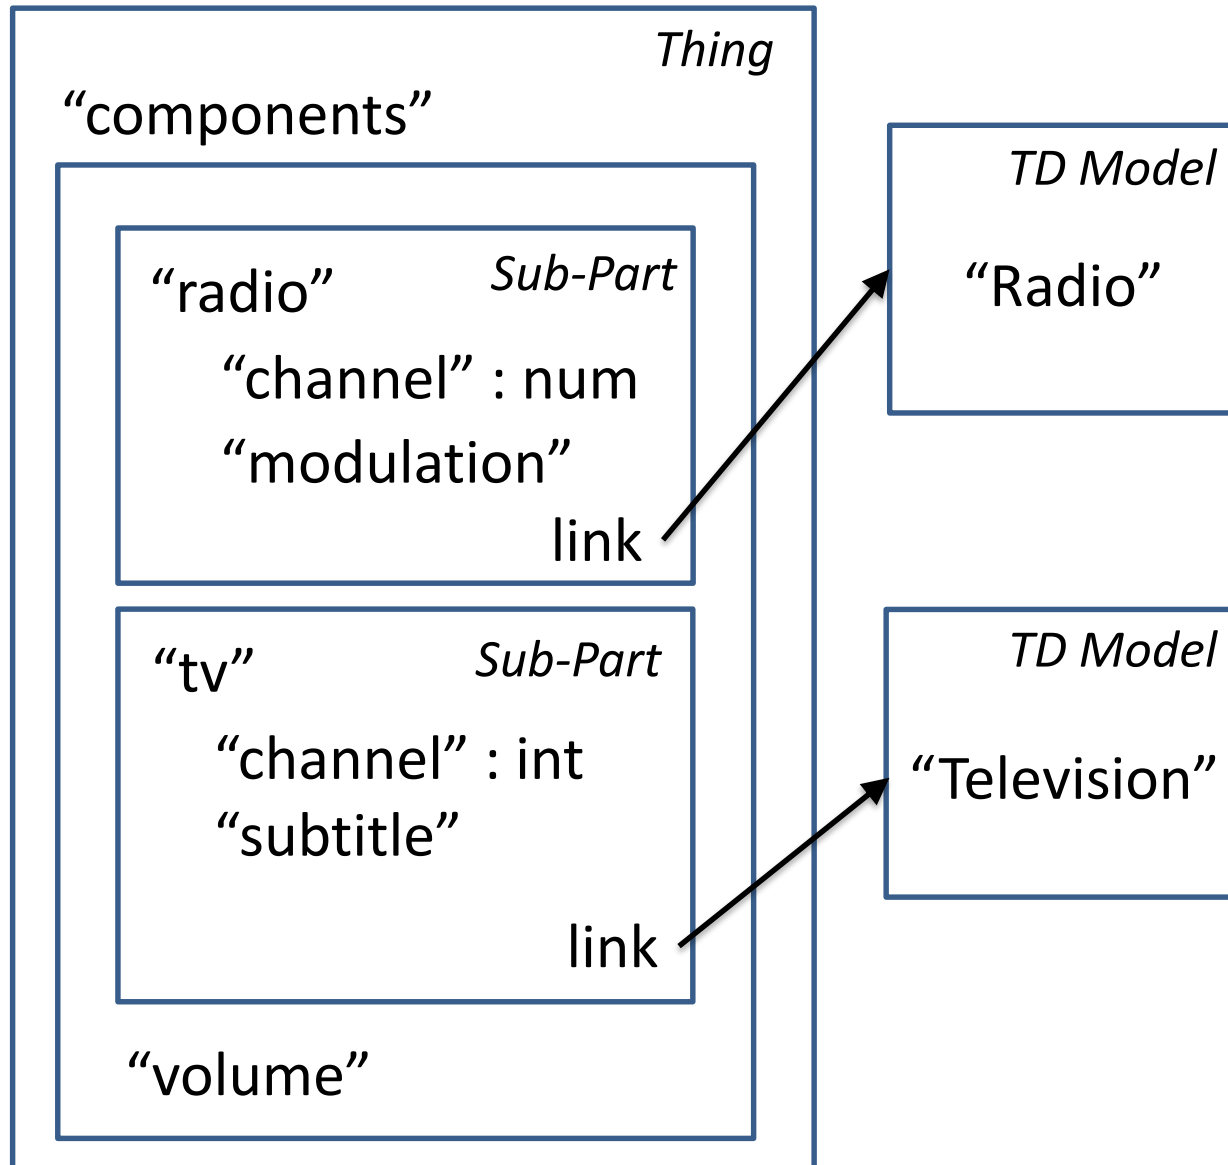 Thing
“components”
“radio”
Sub-Part
“channel” : num
“modulation”
link
“tv”
Sub-Part
“channel” : int
“subtitle”
link
“volume”
TD Model
“Radio”
TD Model
“Television”